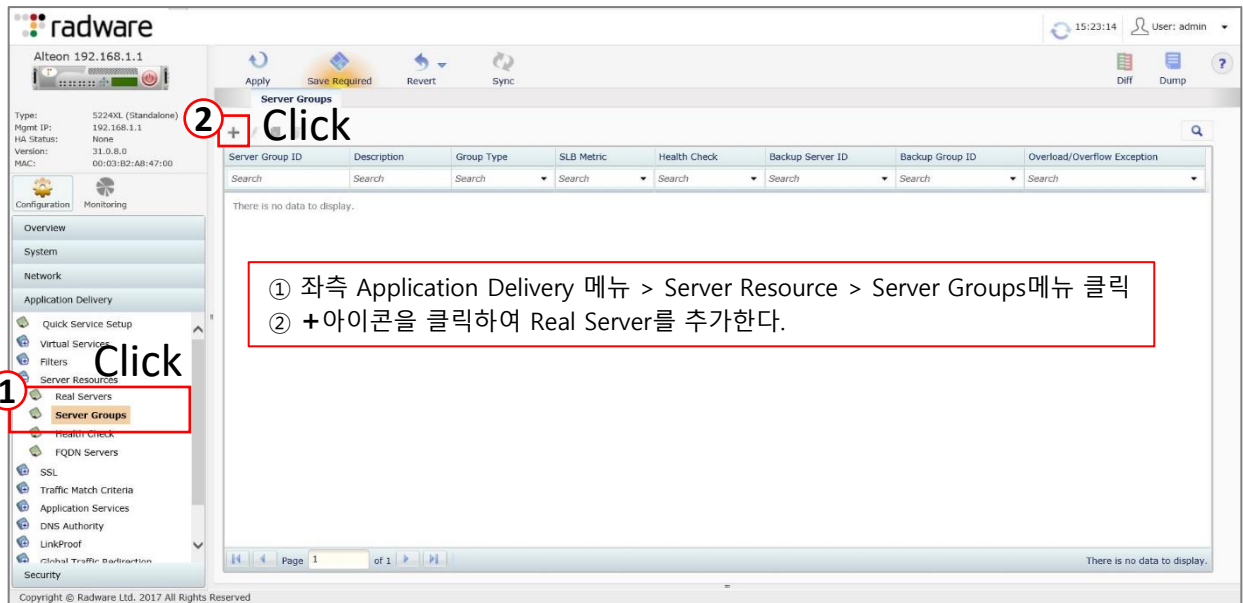 radware
15:23:14 User: admin
Alteon 192.168.1.1
Apply Save Required Revert Sync Diff Dump ?
Server Groups
Type: 5224XL (Standalone)
Mgmt IP: 192.168.1.1
HA Status: None
Version: 31.0.8.0
MAC: 00:03:B2:A8:47:00
② + Click
Server Group ID Description Group Type SLB Metric Health Check Backup Server ID Backup Group ID Overload/Overflow Exception
Search Search Search Search Search Search Search Search
There is no data to display.
Configuration Monitoring
Overview
System
Network
Application Delivery
Quick Service Setup
Virtual Services
Filters
Click
Server Resources
1
Real Servers
Server Groups
Health Check
FQDN Servers
SSL
Traffic Match Criteria
Application Services
DNS Authority
LinkProof
Global Traffic Redirection
Security
① 좌측 Application Delivery 메뉴 > Server Resource > Server Groups메뉴 클릭
② +아이콘을 클릭하여 Real Server를 추가한다.
Page 1 of 1
There is no data to display.
Copyright © Radware Ltd. 2017 All Rights Reserved